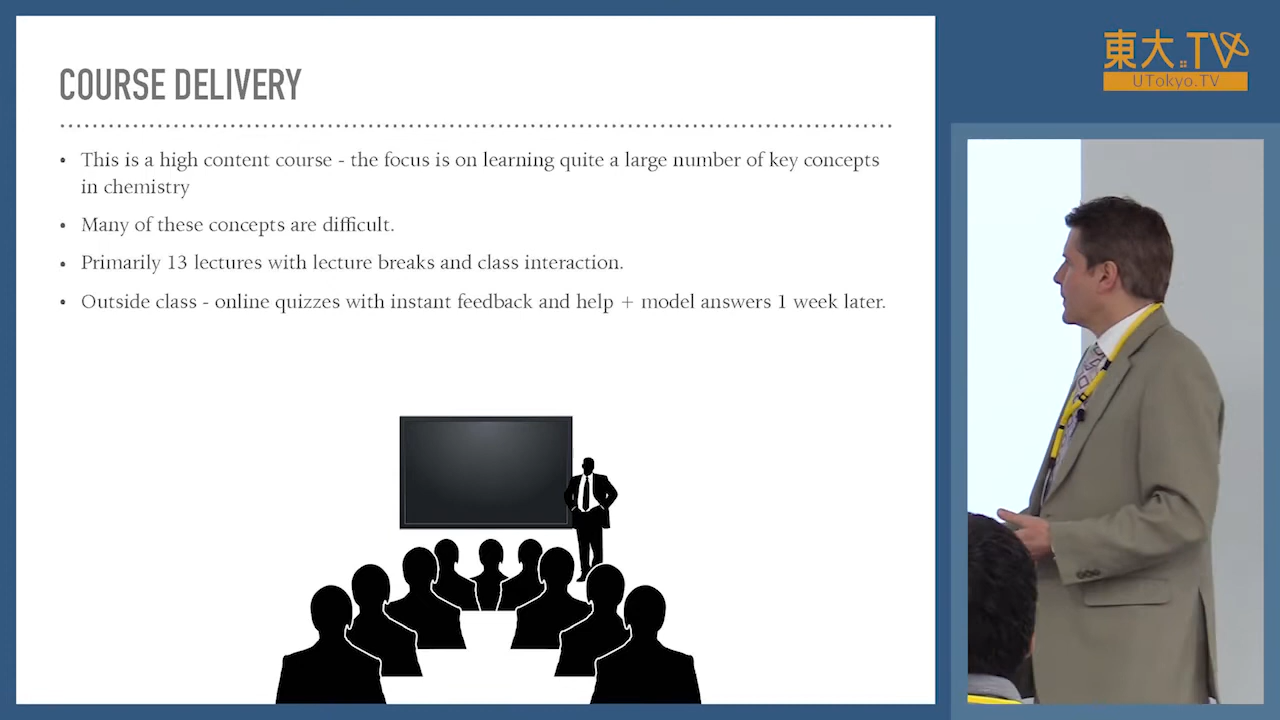 COURSE DELIVERY
• This is a high content course - the focus is on learning quite a large number of key concepts
in chemistry
• Many of these concepts are difficult.
• Primarily 13 lectures with lecture breaks and class interaction.
• Outside class - online quizzes with instant feedback and help + model answers 1 week later.
東大.TV
UTokyo.TV